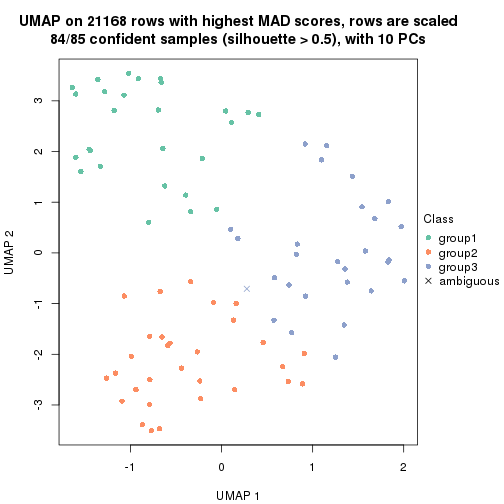 UMAP on 21168 rows with highest MAD scores, rows are scaled
84/85 confident samples (silhouette > 0.5), with 10 PCs
3
2
1
0
-1
-2
-3
UMAP 2
-1
0
1
2
UMAP 1
Class
group1
group2
group3
ambiguous